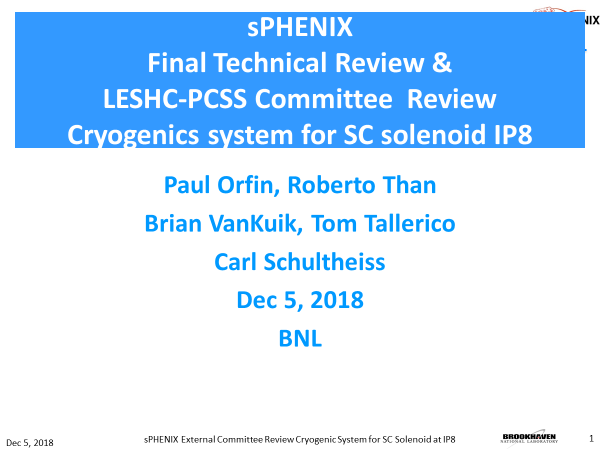 sPHENIX
Final Technical Review &
LESHC-PCSS Committee Review
Cryogenics system for SC solenoid IP8
Paul Orfin, Roberto Than
Brian VanKuik, Tom Tallerico
Carl Schultheiss
Dec 5, 2018
BNL
Dec 5, 2018
sPHENIX External Committee Review Cryogenic System for SC Solenoid at IP8
BROOKHAVEN
NATIONAL LABORATORY
1